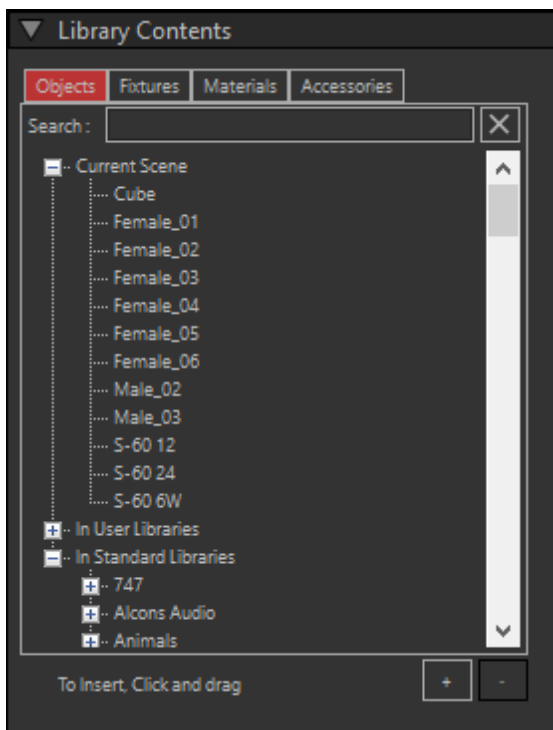 Library Contents
Objects Fixtures Materials Accessories
Search :
Current Scene
Cube
Female_01
Female_02
Female_03
Female_04
Female_05
Female_06
Male_02
Male_03
S-60 12
S-60 24
S-60 6W
In User Libraries
In Standard Libraries
747
Alcons Audio
Animals
To Insert, Click and drag
+ -